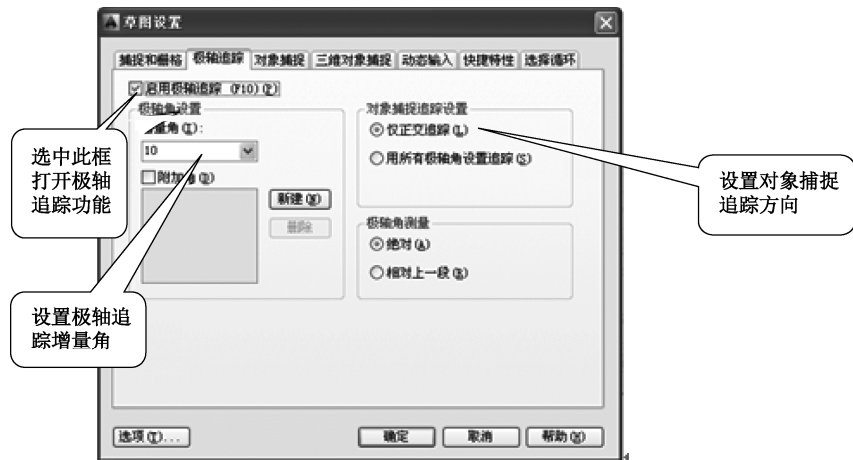 草图设置
捕捉和栅格 极轴追踪 对象捕捉 三维对象捕捉 动态输入 快捷特性 选择循环
启用极轴追踪 (F10)(P)
极轴角设置
量角(I):
10
附加 (D)
新建(N)
删除
对象捕捉追踪设置
仅正交追踪(L)
用所有极轴角设置追踪(S)
极轴角测量
绝对(A)
相对上一段(R)
选项(T)...
确定
取消
帮助(H)
选中此框
打开极轴
追踪功能
设置极轴追
踪增量角
设置对象捕捉
追踪方向